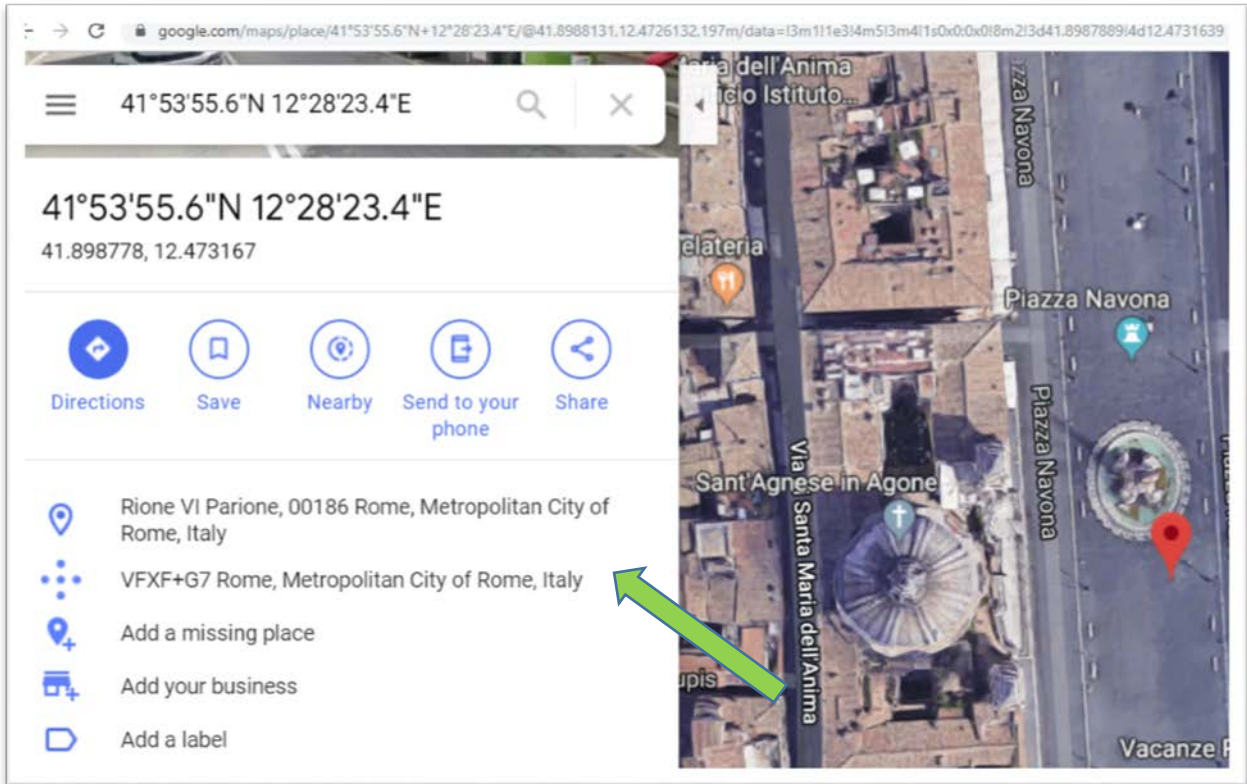 google.com/maps/place/41°53'55.6"N+12°28'23.4"E/@41.8988131,12.4726132,197m/data=!3m1!1e3!4m5!3m4!1s0x0:0x0!8m2!3d41.8987889!4d12.4731639
41°53'55.6"N 12°28'23.4"E
41°53'55.6"N 12°28'23.4"E
41.898778, 12.473167
Directions
Save
Nearby
Send to your
phone
Share
Rione VI Parione, 00186 Rome, Metropolitan City of
Rome, Italy
VFXF+G7 Rome, Metropolitan City of Rome, Italy
Add a missing place
Add your business
Add a label
dell'Anima
Istituto...
Navona
elateria
Piazza Navona
Piazza Navona
Sant'Agnese in Agone
Via Santa Maria dell'Anima
upis
Vacanze